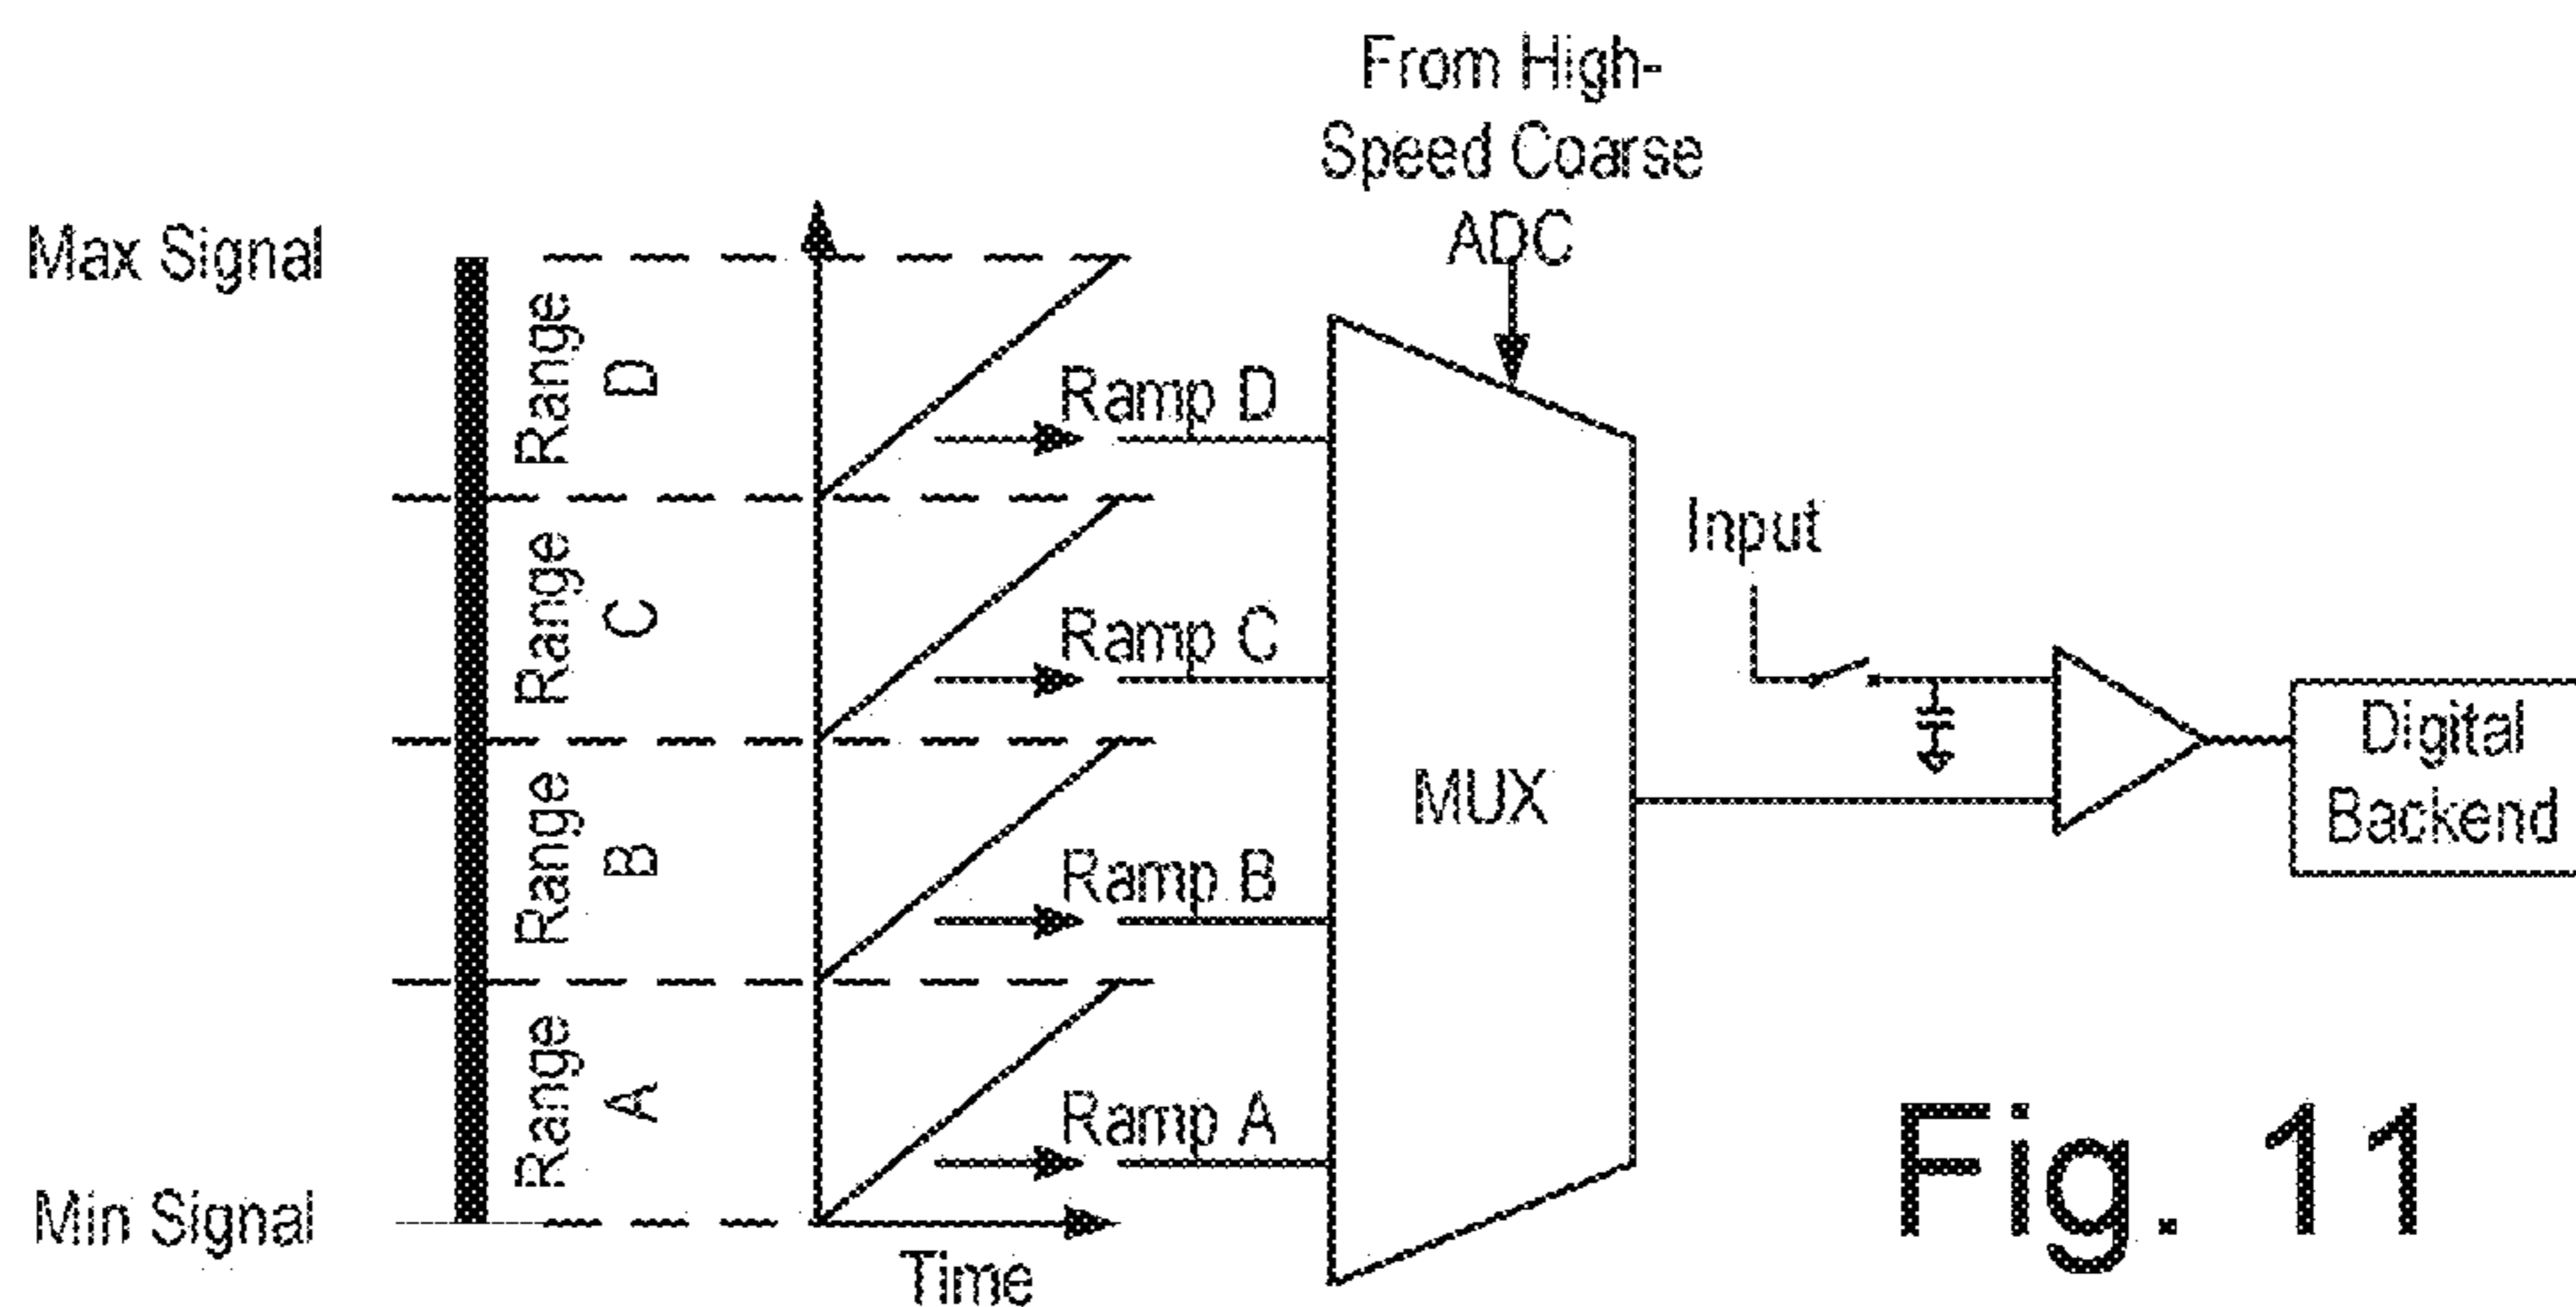 From High-
Speed Coarse
ADC
Max Signal
Range
D
Ramp D
Range
C
Ramp C
Input
Range
B
Ramp B
MUX
Digital
Backend
Range
A
Ramp A
Min Signal
Time
Fig. 11